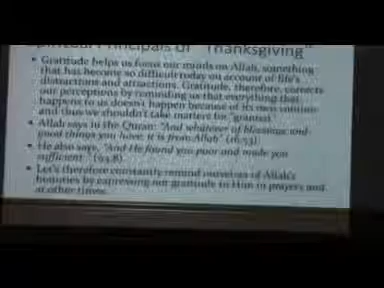 Spiritual Principals of "Thanksgiving"
• Gratitude helps us focus our minds on Allah, something
that has become so difficult today on account of life's
distractions and attractions. Gratitude, therefore, corrects
our perceptions by reminding us that everything that
happens to us doesn't happen because of its own volition
and thus we shouldn't take matters for "granted"
• Allah says in the Quran: "And whatever of blessings and
good things you have, it is from Allah" (16:53)
• He also says, "And He found you poor and made you
sufficient" (93:8)
• Let's therefore constantly remind ourselves of Allah's
bounties by expressing our gratitude to Him in prayers and
at other times.